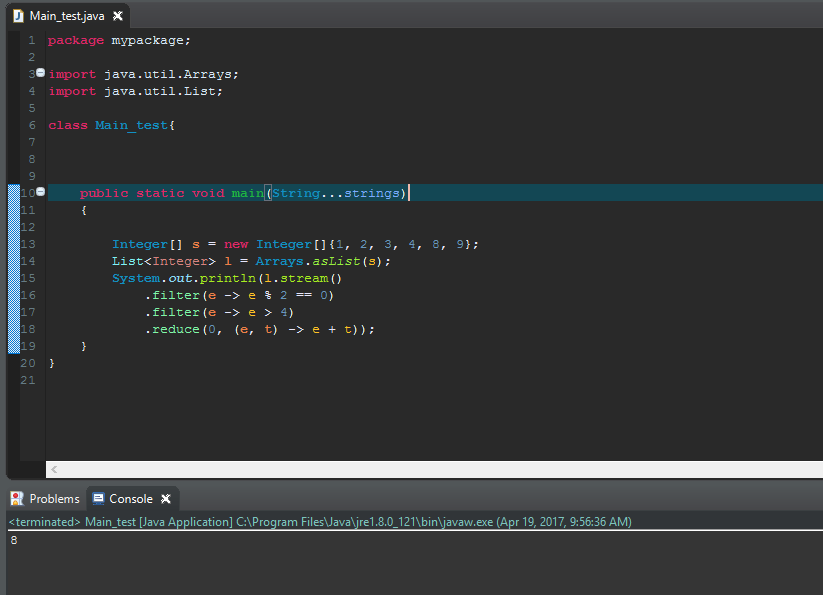 Main_test.java
1 package mypackage;
2
3 import java.util.Arrays;
4 import java.util.List;
5
6 class Main_test{
7
8
9
10 public static void main(String...strings)
11 {
12
13 Integer[] s = new Integer[]{1, 2, 3, 4, 8, 9};
14 List<Integer> l = Arrays.asList(s);
15 System.out.println(l.stream()
16 .filter(e -> e % 2 == 0)
17 .filter(e -> e > 4)
18 .reduce(0, (e, t) -> e + t));
19 }
20 }
21
Problems Console
<terminated> Main_test [Java Application] C:\Program Files\Java\jre1.8.0_121\bin\javaw.exe (Apr 19, 2017, 9:56:36 AM)
8